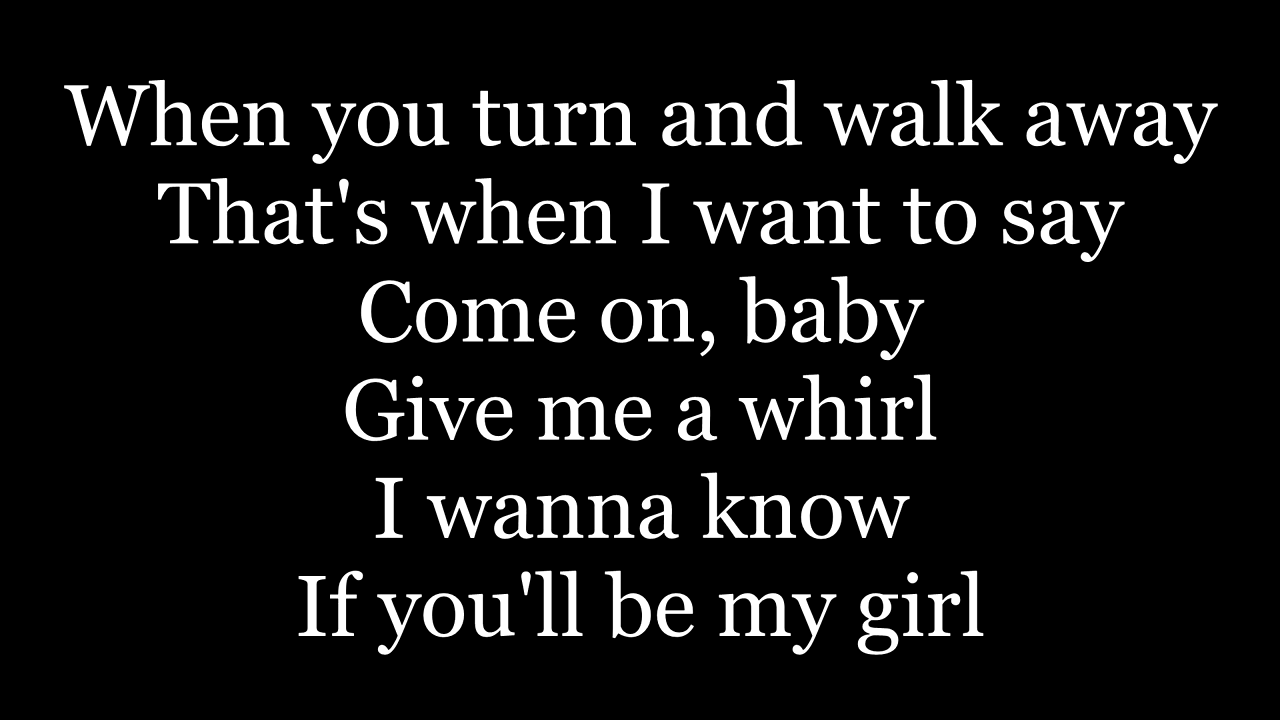 When you turn and walk away
That's when I want to say
Come on, baby
Give me a whirl
I wanna know
If you'll be my girl